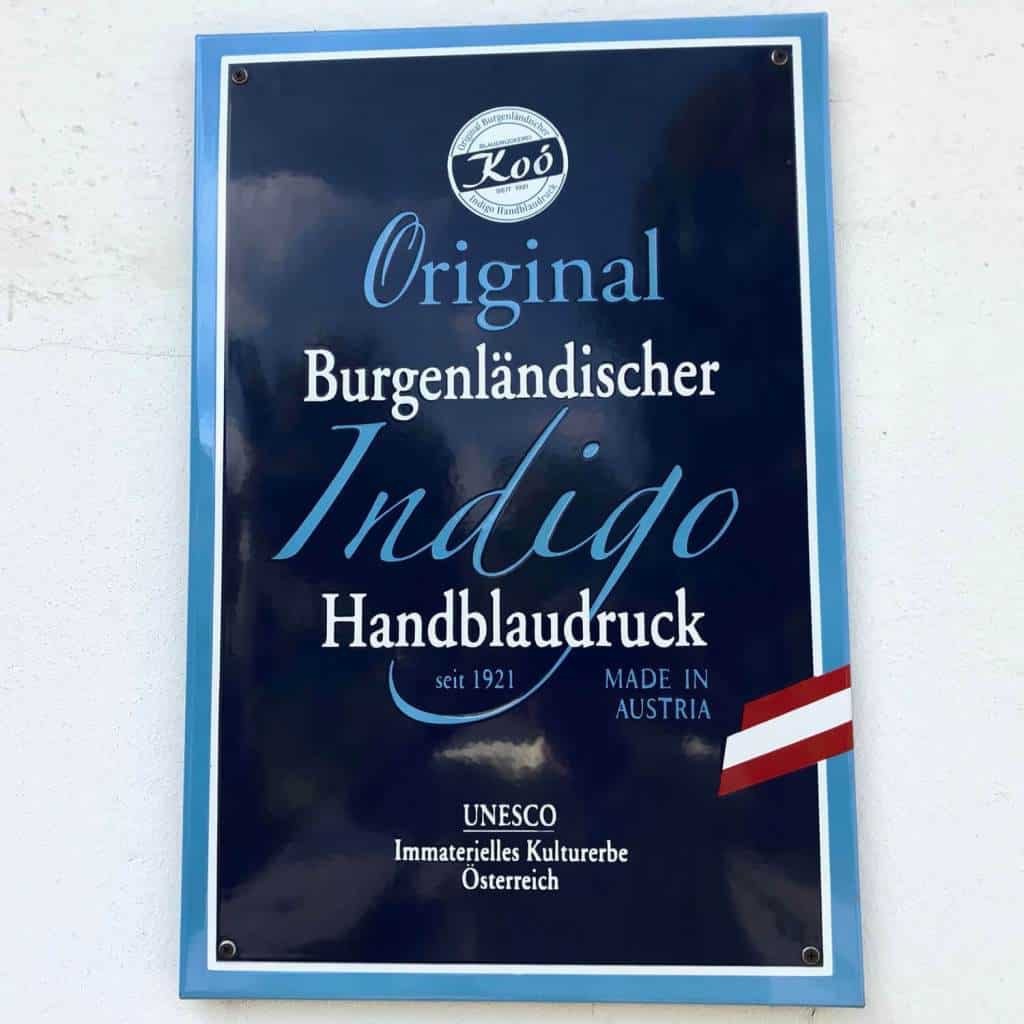 Original Burgenländischer
BLAUDRUCKEREI
Koó
SEIT 1921
Indigo Handblaudruck
Original
Burgenländischer
Indigo
Handblaudruck
seit 1921
MADE IN
AUSTRIA
UNESCO
Immaterielles Kulturerbe
Österreich